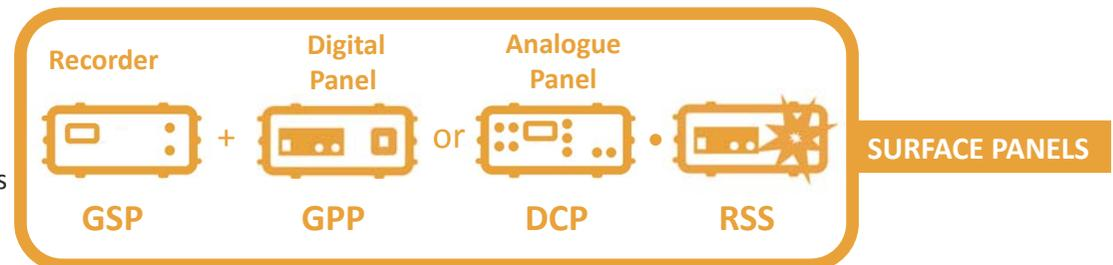 Recorder
Digital
Panel
Analogue
Panel
+
or
•
GSP
GPP
DCP
RSS
SURFACE PANELS
s